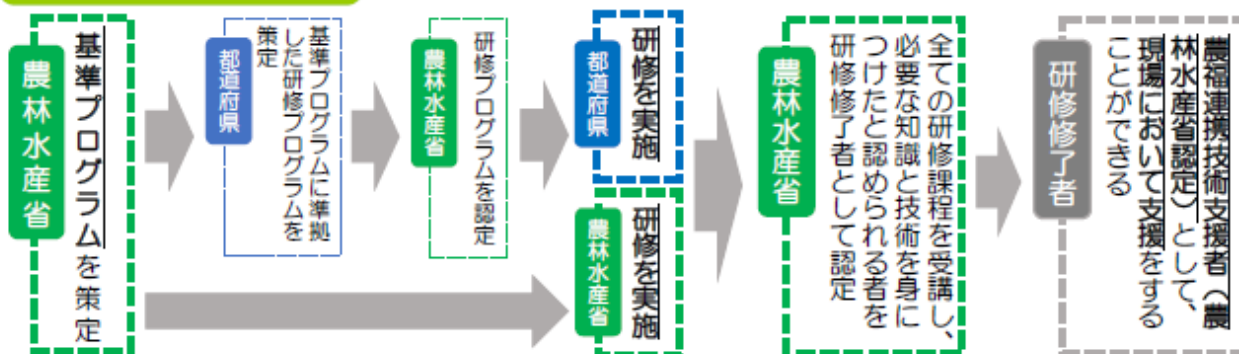 農林水産省
基準プログラムを策定
都道府県
基準プログラムに準拠
した研修プログラムを
策定
農林水産省
研修プログラムを認定
都道府県
研修を実施
農林水産省
研修を実施
農林水産省
全ての研修課程を受講し、
必要な知識と技術を身に
つけたと認められる者を
研修修了者として認定
研修修了者
農福連携技術支援者（農
林水産省認定）として、
現場において支援をする
ことができる